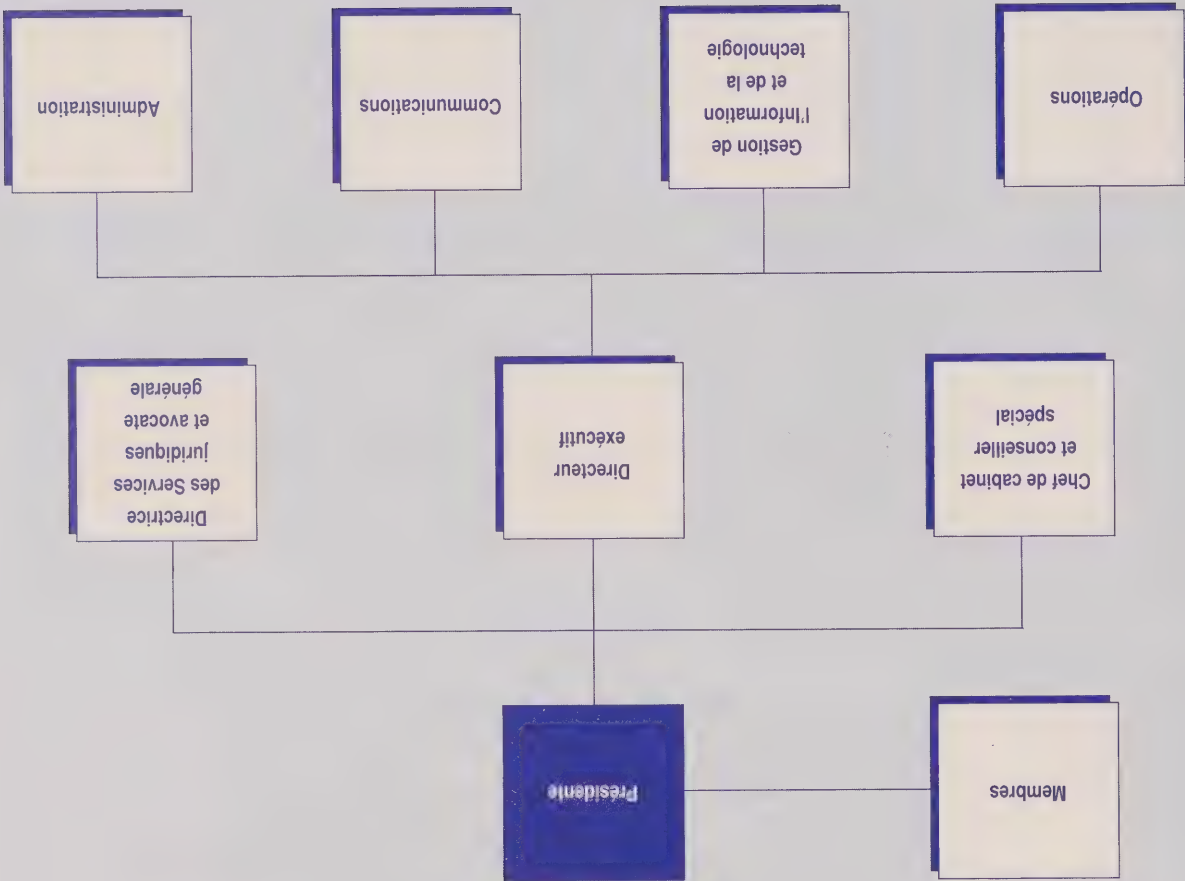 Membres
Présidente
Chef de cabinet
et conseiller
spécial
Directeur
exécutif
Directrice
des Services
juridiques
et avocate
générale
Opérations
Gestion de
l'Information
et de la
technologie
Communications
Administration